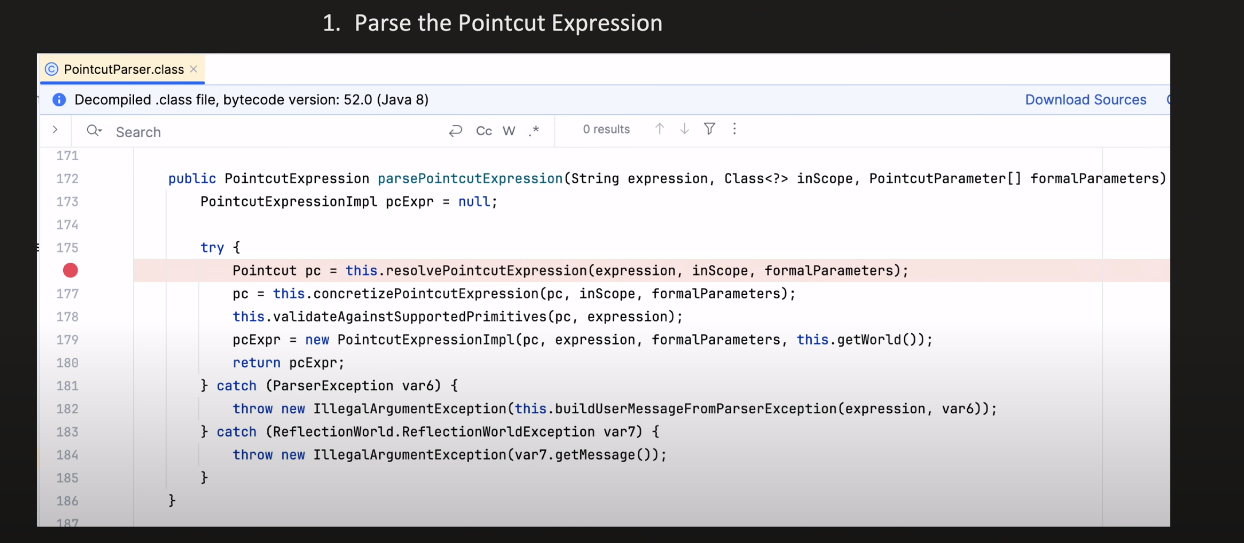 1. Parse the Pointcut Expression
PointcutParser.class
Decompiled .class file, bytecode version: 52.0 (Java 8)
Download Sources
Search
Cc
W
.*
0 results
171
172 public PointcutExpression parsePointcutExpression(String expression, Class<?> inScope, PointcutParameter[] formalParameters)
173 PointcutExpressionImpl pcExpr = null;
174
175 try {
Pointcut pc = this.resolvePointcutExpression(expression, inScope, formalParameters);
177 pc = this.concretizePointcutExpression(pc, inScope, formalParameters);
178 this.validateAgainstSupportedPrimitives(pc, expression);
179 pcExpr = new PointcutExpressionImpl(pc, expression, formalParameters, this.getWorld());
180 return pcExpr;
181 } catch (ParserException var6) {
182 throw new IllegalArgumentException(this.buildUserMessageFromParserException(expression, var6));
183 } catch (ReflectionWorld.ReflectionWorldException var7) {
184 throw new IllegalArgumentException(var7.getMessage());
185 }
186 }
187